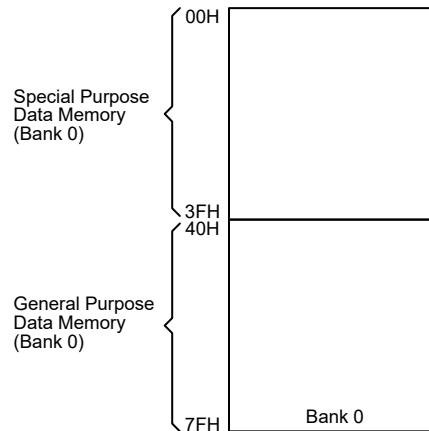 00H
Special Purpose
Data Memory
(Bank 0)
3FH
40H
General Purpose
Data Memory
(Bank 0)
7FH
Bank 0